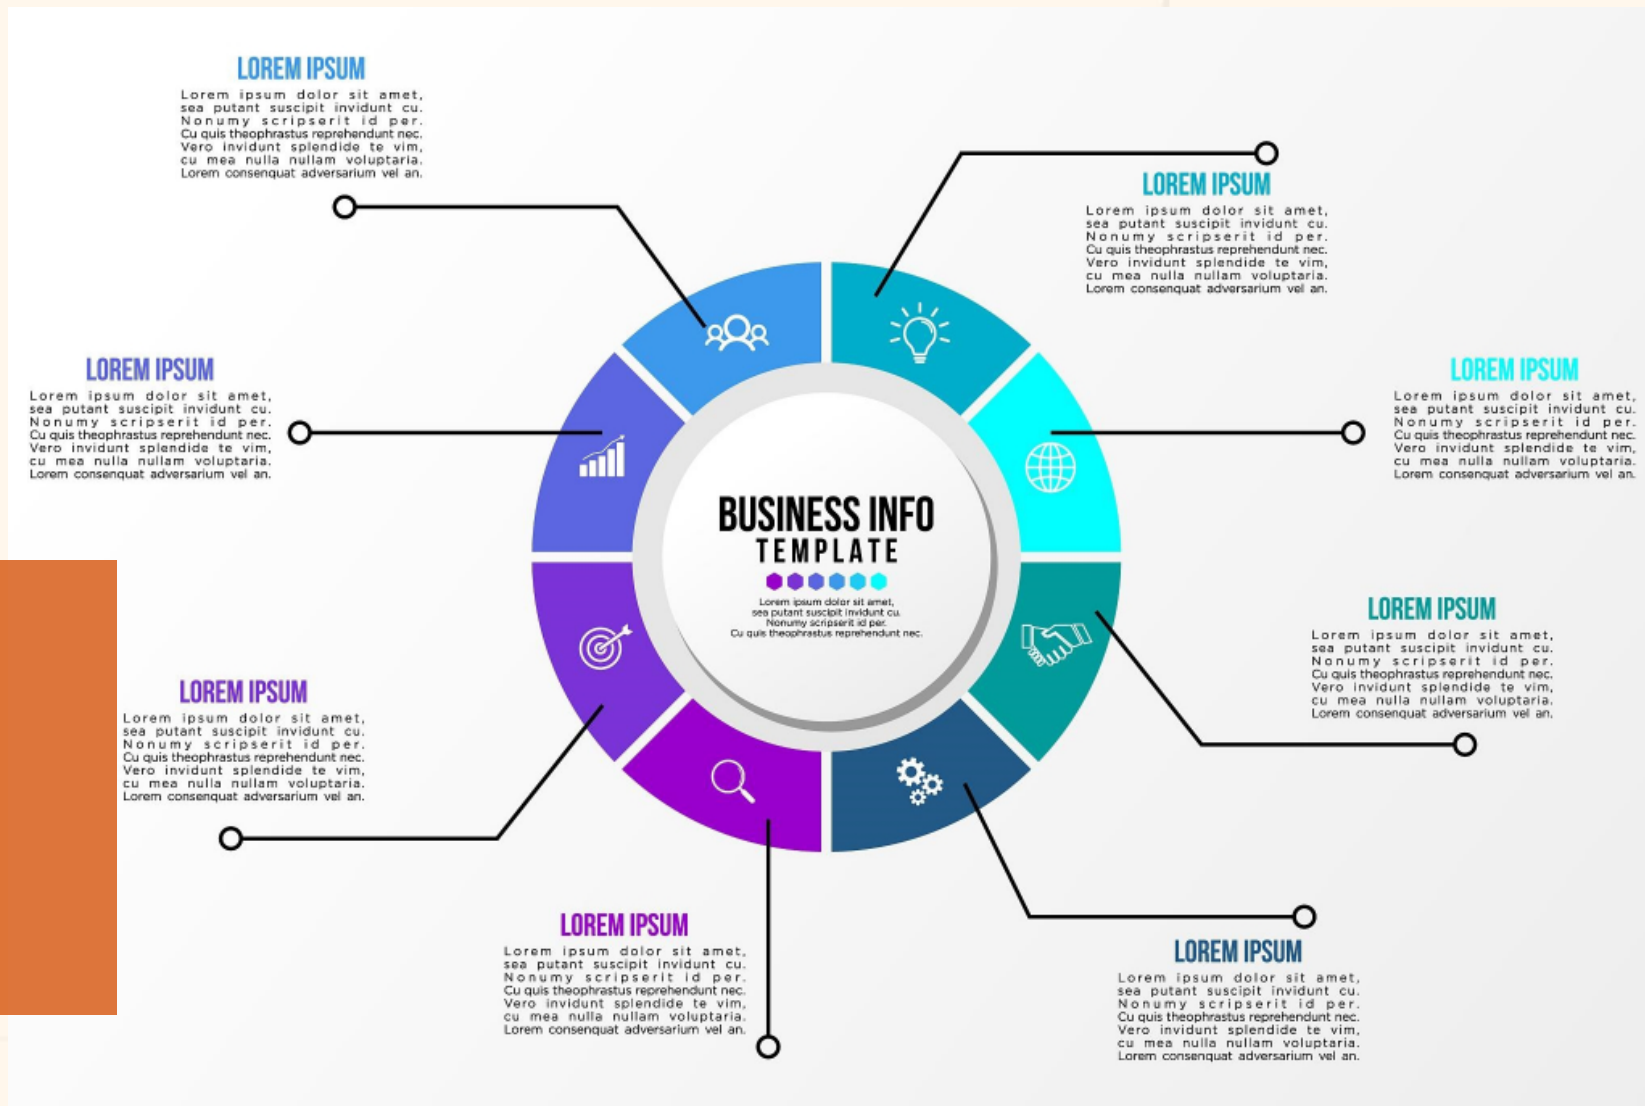 LOREM IPSUM
Lorem ipsum dolor sit amet,
sea putant suscipit invidunt cu.
Nonumy scripserit id per.
Cu quis theophrastus reprehendunt nec.
Vero invidunt splendide te vim,
cu mea nulla nullam voluptaria.
Lorem consenquat adversarium vel an.
LOREM IPSUM
Lorem ipsum dolor sit amet,
sea putant suscipit invidunt cu.
Nonumy scripserit id per.
Cu quis theophrastus reprehendunt nec.
Vero invidunt splendide te vim,
cu mea nulla nullam voluptaria.
Lorem consenquat adversarium vel an.
LOREM IPSUM
Lorem ipsum dolor sit amet,
sea putant suscipit invidunt cu.
Nonumy scripserit id per.
Cu quis theophrastus reprehendunt nec.
Vero invidunt splendide te vim,
cu mea nulla nullam voluptaria.
Lorem consenquat adversarium vel an.
LOREM IPSUM
Lorem ipsum dolor sit amet,
sea putant suscipit invidunt cu.
Nonumy scripserit id per.
Cu quis theophrastus reprehendunt nec.
Vero invidunt splendide te vim,
cu mea nulla nullam voluptaria.
Lorem consenquat adversarium vel an.
BUSINESS INFO
TEMPLATE
Lorem ipsum dolor sit amet,
sea putant suscipit invidunt cu.
Nonumy scripserit id per.
Cu quis theophrastus reprehendunt nec.
LOREM IPSUM
Lorem ipsum dolor sit amet,
sea putant suscipit invidunt cu.
Nonumy scripserit id per.
Cu quis theophrastus reprehendunt nec.
Vero invidunt splendide te vim,
cu mea nulla nullam voluptaria.
Lorem consenquat adversarium vel an.
LOREM IPSUM
Lorem ipsum dolor sit amet,
sea putant suscipit invidunt cu.
Nonumy scripserit id per.
Cu quis theophrastus reprehendunt nec.
Vero invidunt splendide te vim,
cu mea nulla nullam voluptaria.
Lorem consenquat adversarium vel an.
LOREM IPSUM
Lorem ipsum dolor sit amet,
sea putant suscipit invidunt cu.
Nonumy scripserit id per.
Cu quis theophrastus reprehendunt nec.
Vero invidunt splendide te vim,
cu mea nulla nullam voluptaria.
Lorem consenquat adversarium vel an.
LOREM IPSUM
Lorem ipsum dolor sit amet,
sea putant suscipit invidunt cu.
Nonumy scripserit id per.
Cu quis theophrastus reprehendunt nec.
Vero invidunt splendide te vim,
cu mea nulla nullam voluptaria.
Lorem consenquat adversarium vel an.